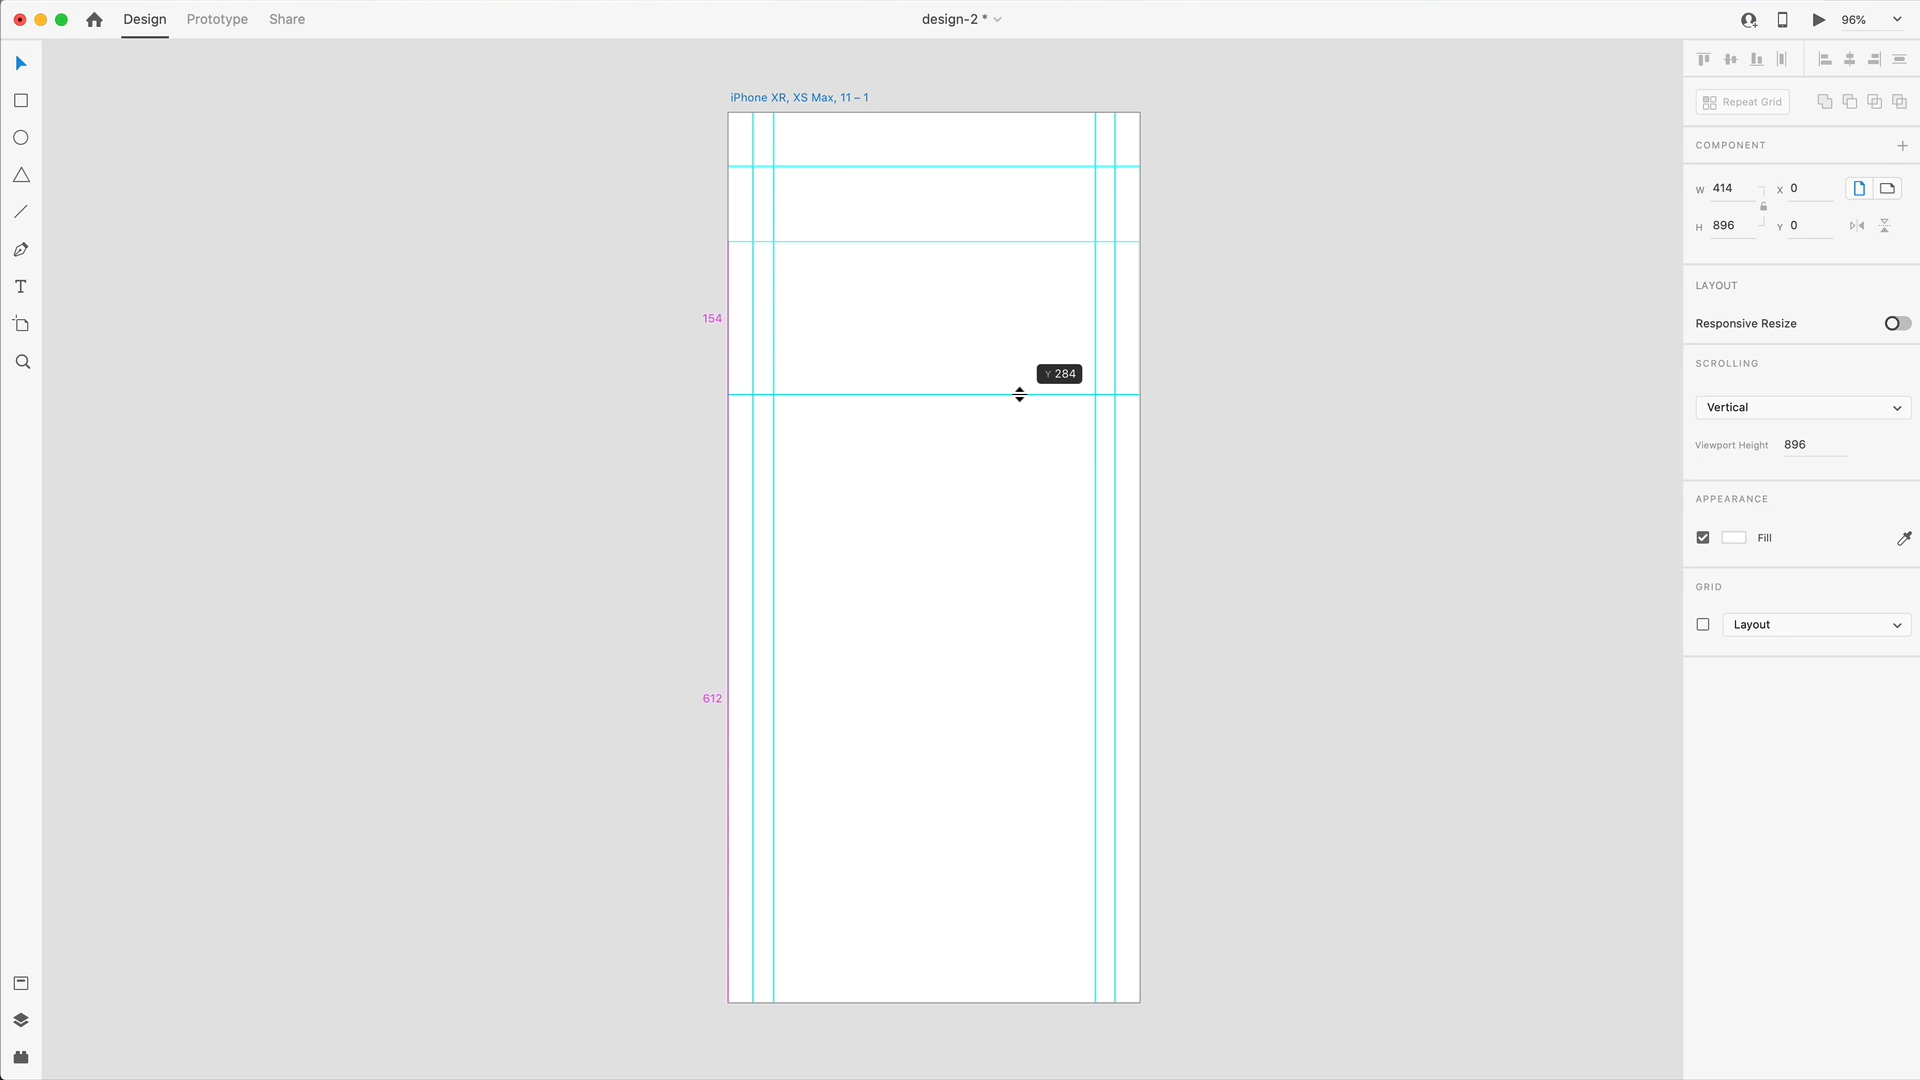 Design Prototype Share design-2 * 96%
iPhone XR, XS Max, 11 – 1
Repeat Grid
COMPONENT
W 414 X 0
H 896 Y 0
LAYOUT
154
Responsive Resize
SCROLLING
Y 284
Vertical
Viewport Height 896
APPEARANCE
Fill
GRID
Layout
612
T